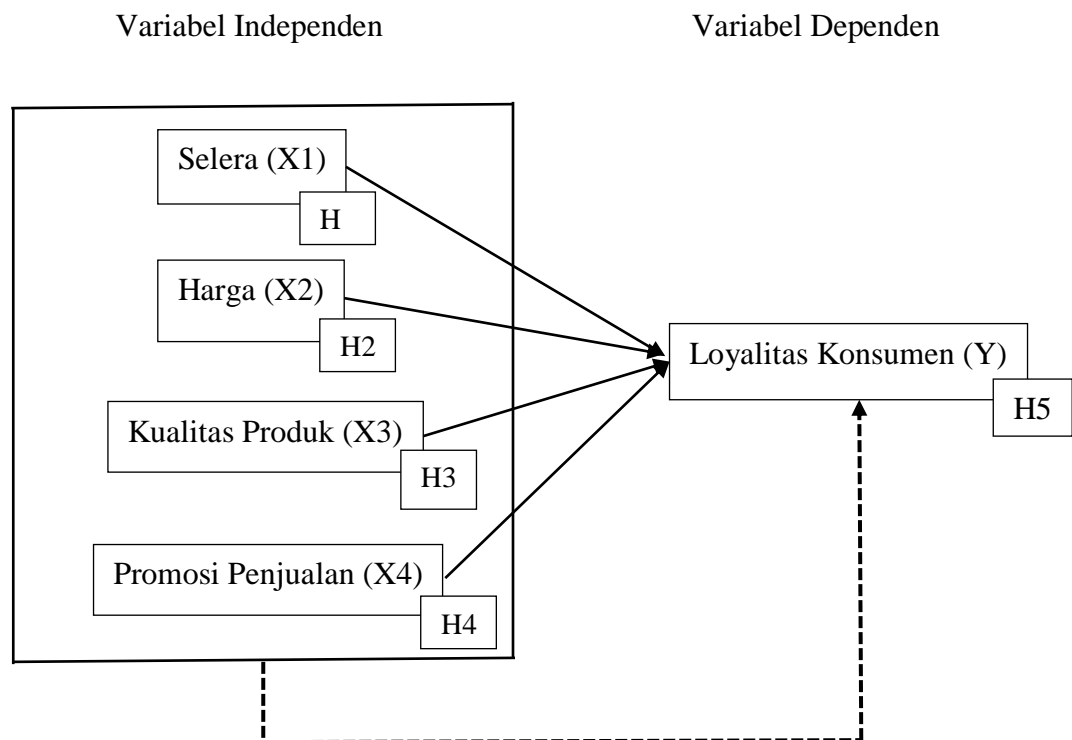 Variabel Independen
Variabel Dependen
Selera (X1)
H
Harga (X2)
H2
Loyalitas Konsumen (Y)
H5
Kualitas Produk (X3)
H3
Promosi Penjualan (X4)
H4